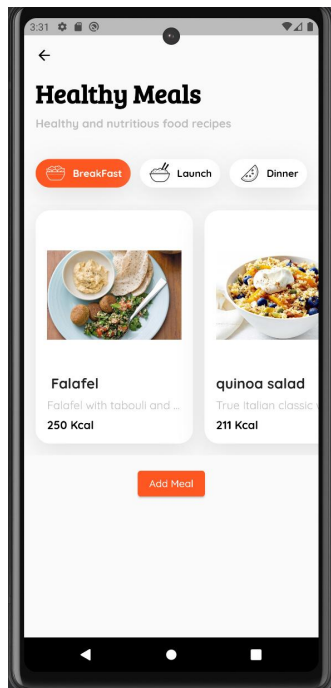 3:31
Healthy Meals
Healthy and nutritious food recipes
BreakFast
Launch
Dinner
Falafel
Falafel with tabouli and ...
250 Kcal
quinoa salad
True Italian classic
211 Kcal
Add Meal